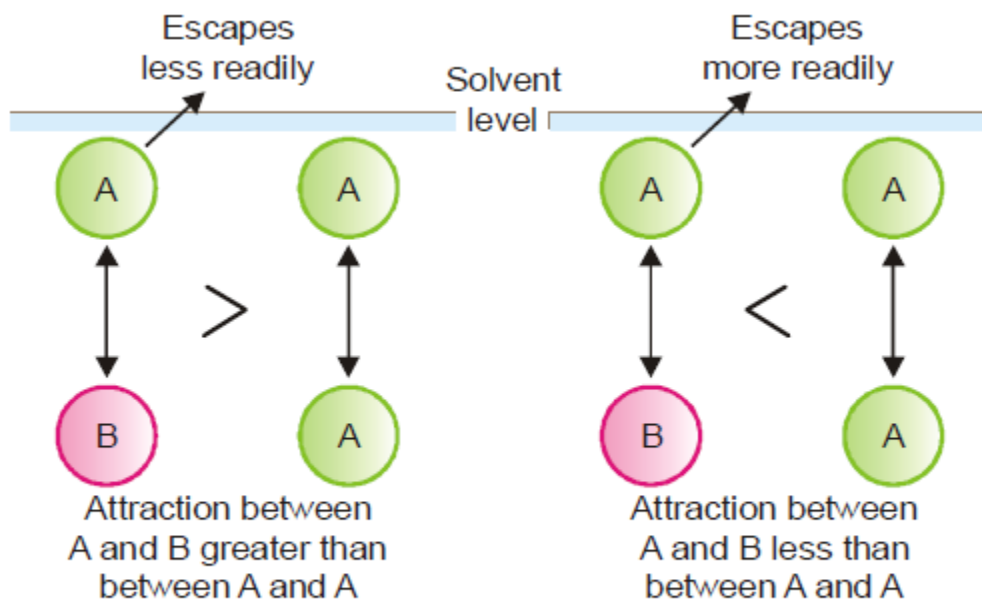 Escapes
less readily
Solvent
level
Escapes
more readily
A
A
A
A
>
<
B
A
B
A
Attraction between
A and B greater than
between A and A
Attraction between
A and B less than
between A and A